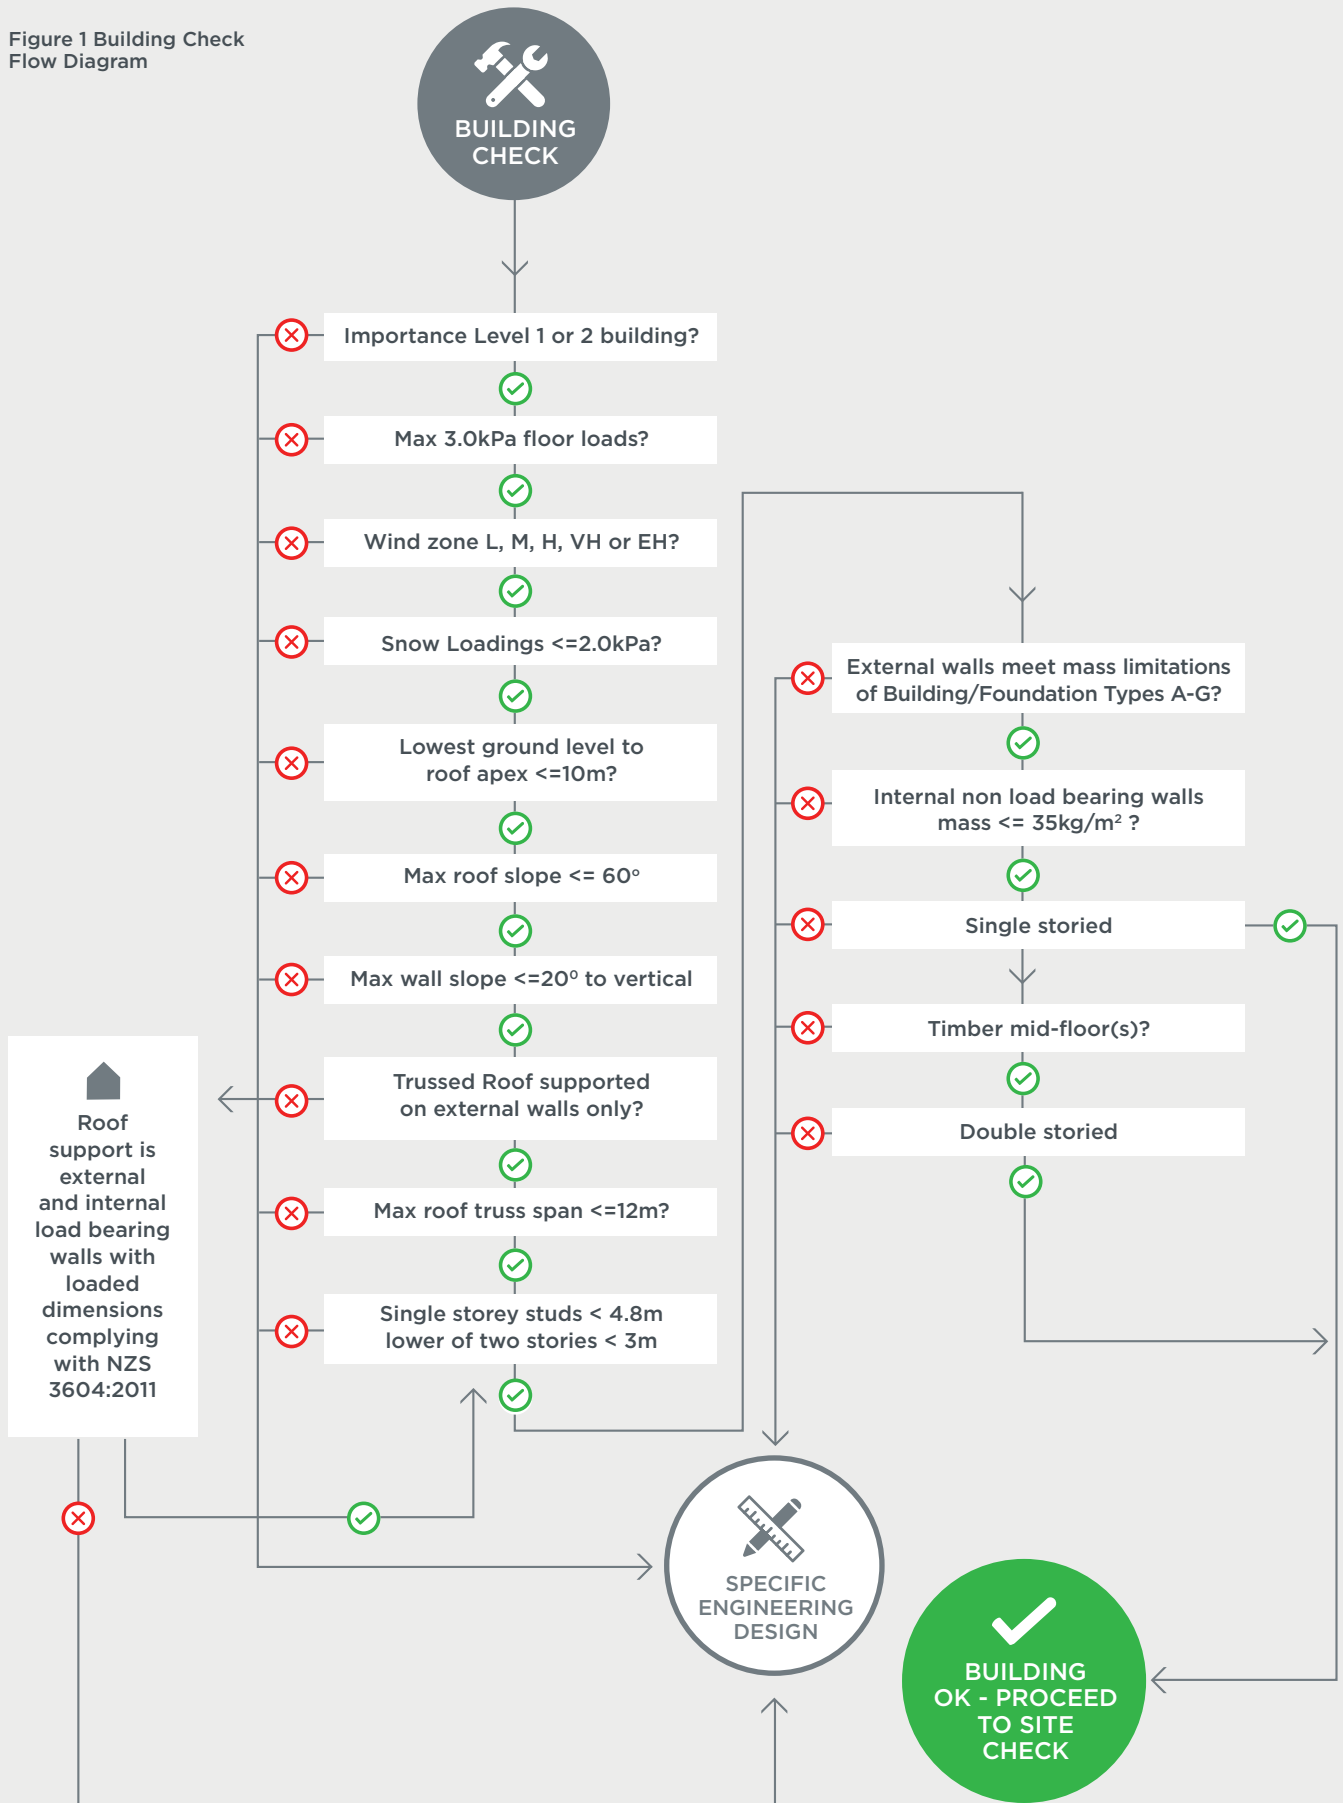 Figure 1 Building Check
Flow Diagram
BUILDING
CHECK
Importance Level 1 or 2 building?
Max 3.0kPa floor loads?
Wind zone L, M, H, VH or EH?
Snow Loadings <=2.0kPa?
Lowest ground level to
roof apex <=10m?
Max roof slope <= 60°
Max wall slope <=20° to vertical
Trussed Roof supported
on external walls only?
Max roof truss span <=12m?
Single storey studs < 4.8m
lower of two stories < 3m
Roof
support is
external
and internal
load bearing
walls with
loaded
dimensions
complying
with NZS
3604:2011
External walls meet mass limitations
of Building/Foundation Types A-G?
Internal non load bearing walls
mass <= 35kg/m² ?
Single storied
Timber mid-floor(s)?
Double storied
SPECIFIC
ENGINEERING
DESIGN
BUILDING
OK - PROCEED
TO SITE
CHECK